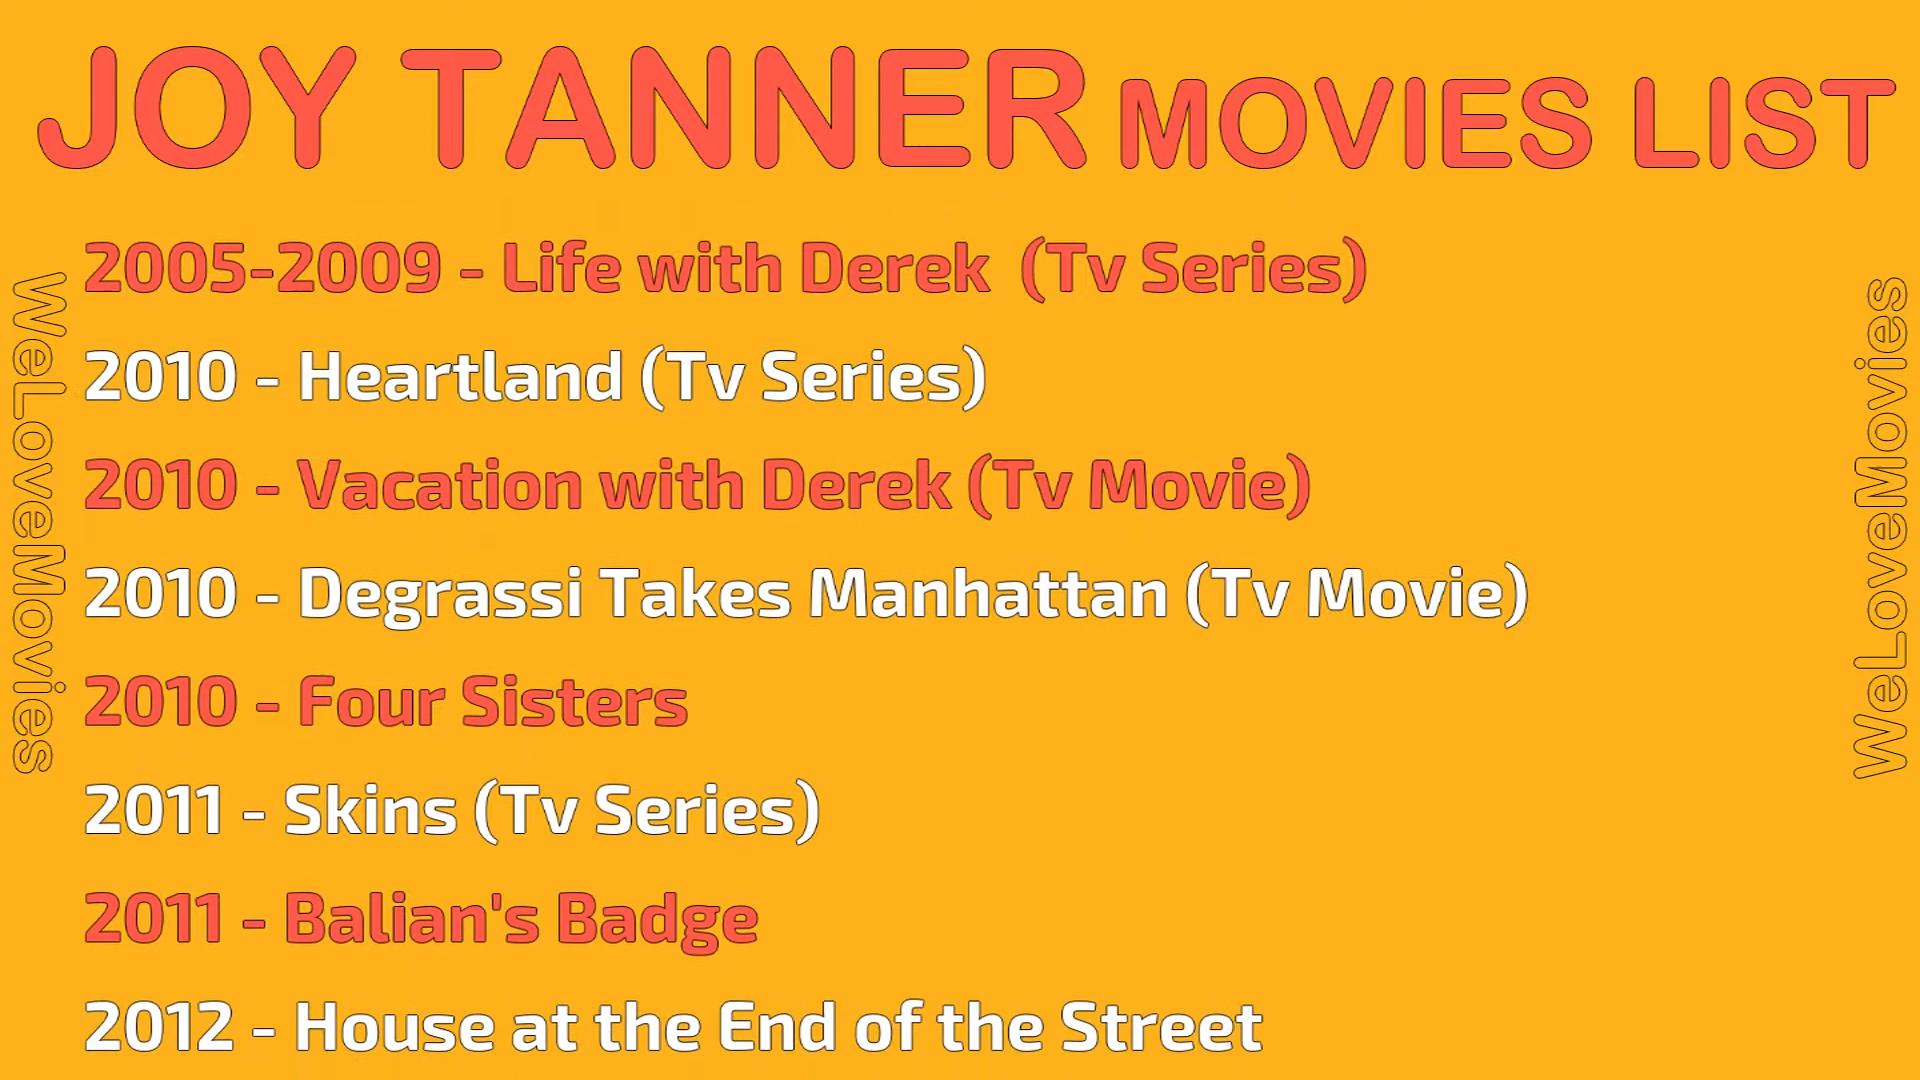 JOY TANNER MOVIES LIST
2005-2009 - Life with Derek (Tv Series)
2010 - Heartland (Tv Series)
2010 - Vacation with Derek (Tv Movie)
2010 - Degrassi Takes Manhattan (Tv Movie)
2010 - Four Sisters
2011 - Skins (Tv Series)
2011 - Balian's Badge
2012 - House at the End of the Street
WeLoveMovies
WeLoveMovies